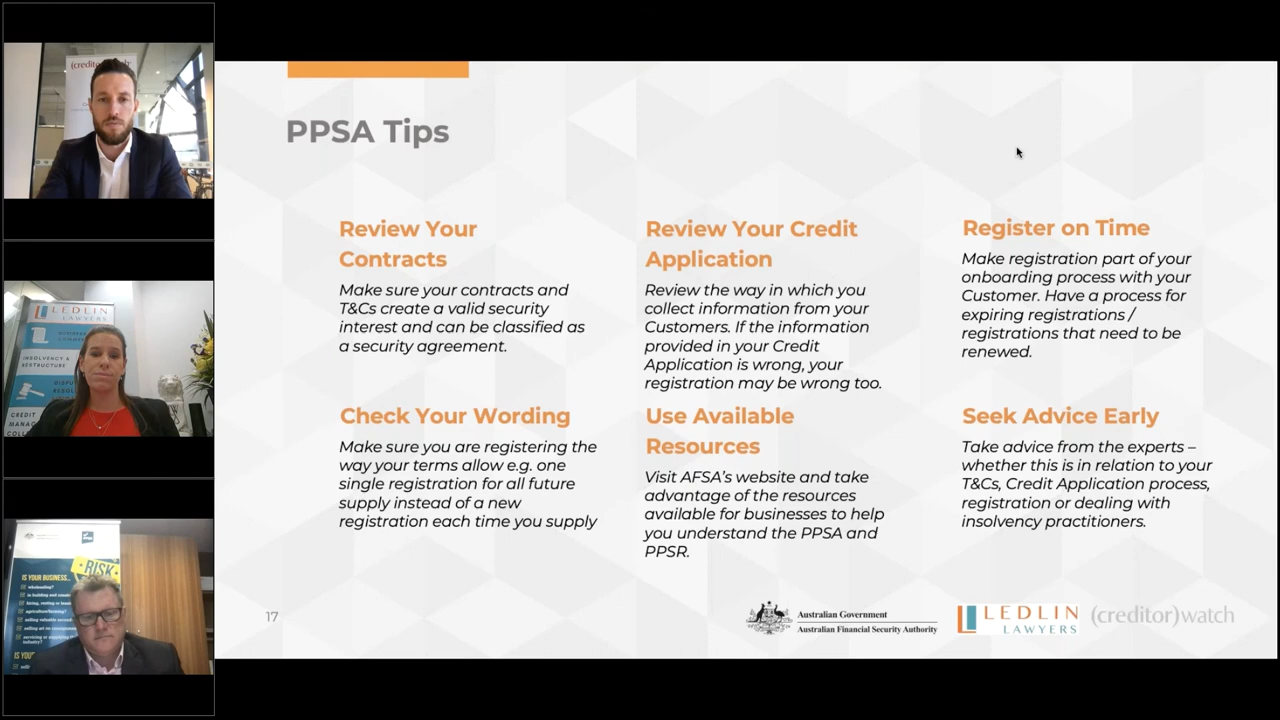 (credit
LEDLIN
LAWYERS
BUSINESS
INSOLVENCY &
CREDIT
RISK
IS YOUR BUSINESS...
wholesaling?
IS YOU
PPSA Tips
Review Your
Contracts
Make sure your contracts and
T&Cs create a valid security
interest and can be classified as
a security agreement.
Review Your Credit
Application
Review the way in which you
collect information from your
Customers. If the information
provided in your Credit
Application is wrong, your
registration may be wrong too.
Register on Time
Make registration part of your
onboarding process with your
Customer. Have a process for
expiring registrations /
registrations that need to be
renewed.
Check Your Wording
Make sure you are registering the
way your terms allow e.g. one
single registration for all future
supply instead of a new
registration each time you supply
Use Available
Resources
Visit AFSA's website and take
advantage of the resources
available for businesses to help
you understand the PPSA and
PPSR.
Seek Advice Early
Take advice from the experts –
whether this is in relation to your
T&Cs, Credit Application process,
registration or dealing with
insolvency practitioners.
17
Australian Government
Australian Financial Security Authority
LEDLIN
LAWYERS
(creditor)watch